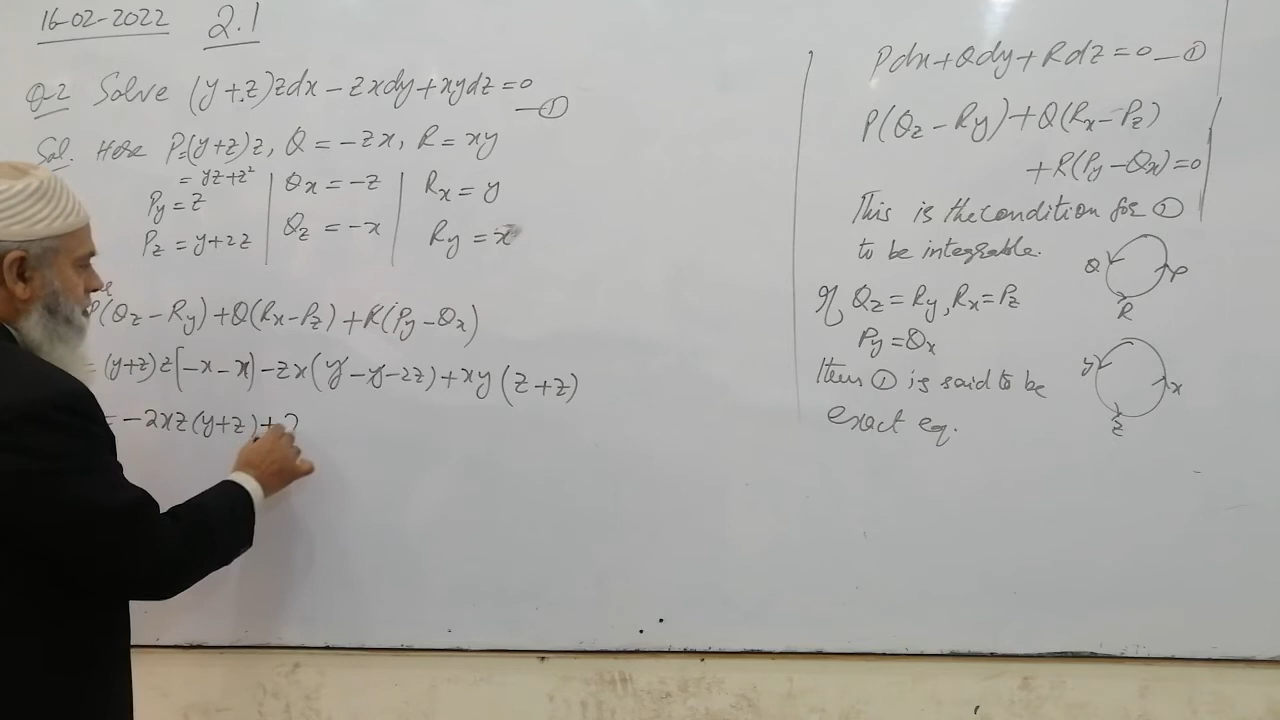 16-02-2022 2.1
Q.2 Solve (y+z)zdx - zxdy + xydz = 0
—①
Sol. Here P=(y+z)z, Q = -zx, R = xy
= yz+z²
Py = z
Pz = y+2z
Qx = -z
Qz = -x
Rx = y
Ry = x
P(Qz - Ry) + Q(Rx - Pz) + R(Py - Qx)
= (y+z)z[-x-x] - zx(y-y-2z) + xy(z+z)
= -2xz(y+z) + 2
Pdx + Qdy + Rdz = 0 —①
P(Qz - Ry) + Q(Rx - Pz)
+ R(Py - Qx) = 0
This is the condition for ①
to be integrable.
If Qz = Ry, Rx = Pz
Py = Qx
then ① is said to be
exact eq.
Q P
R
y x
z